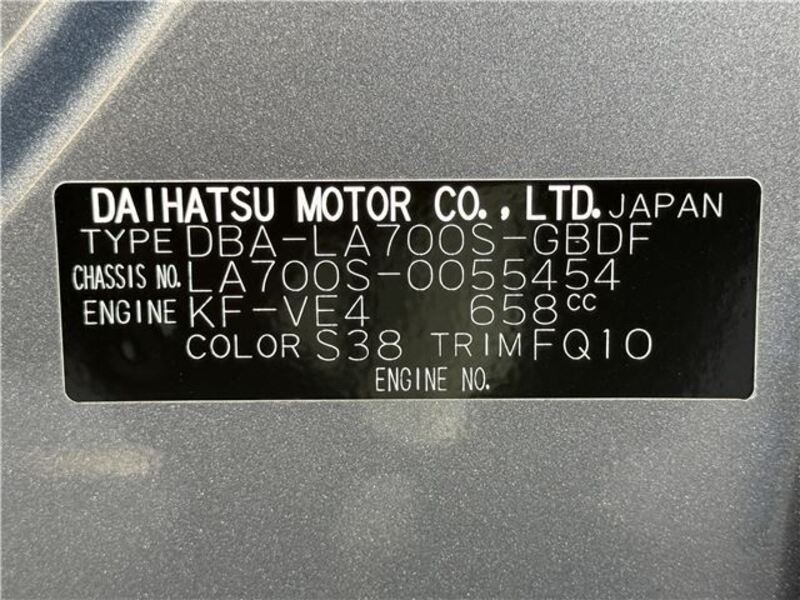 DAIHATSU MOTOR CO., LTD. JAPAN
TYPE DBA-LA700S-GBDF
CHASSIS NO. LA700S-0055454
ENGINE KF-VE4 658cc
COLOR S38 TRIM FQ10
ENGINE NO.